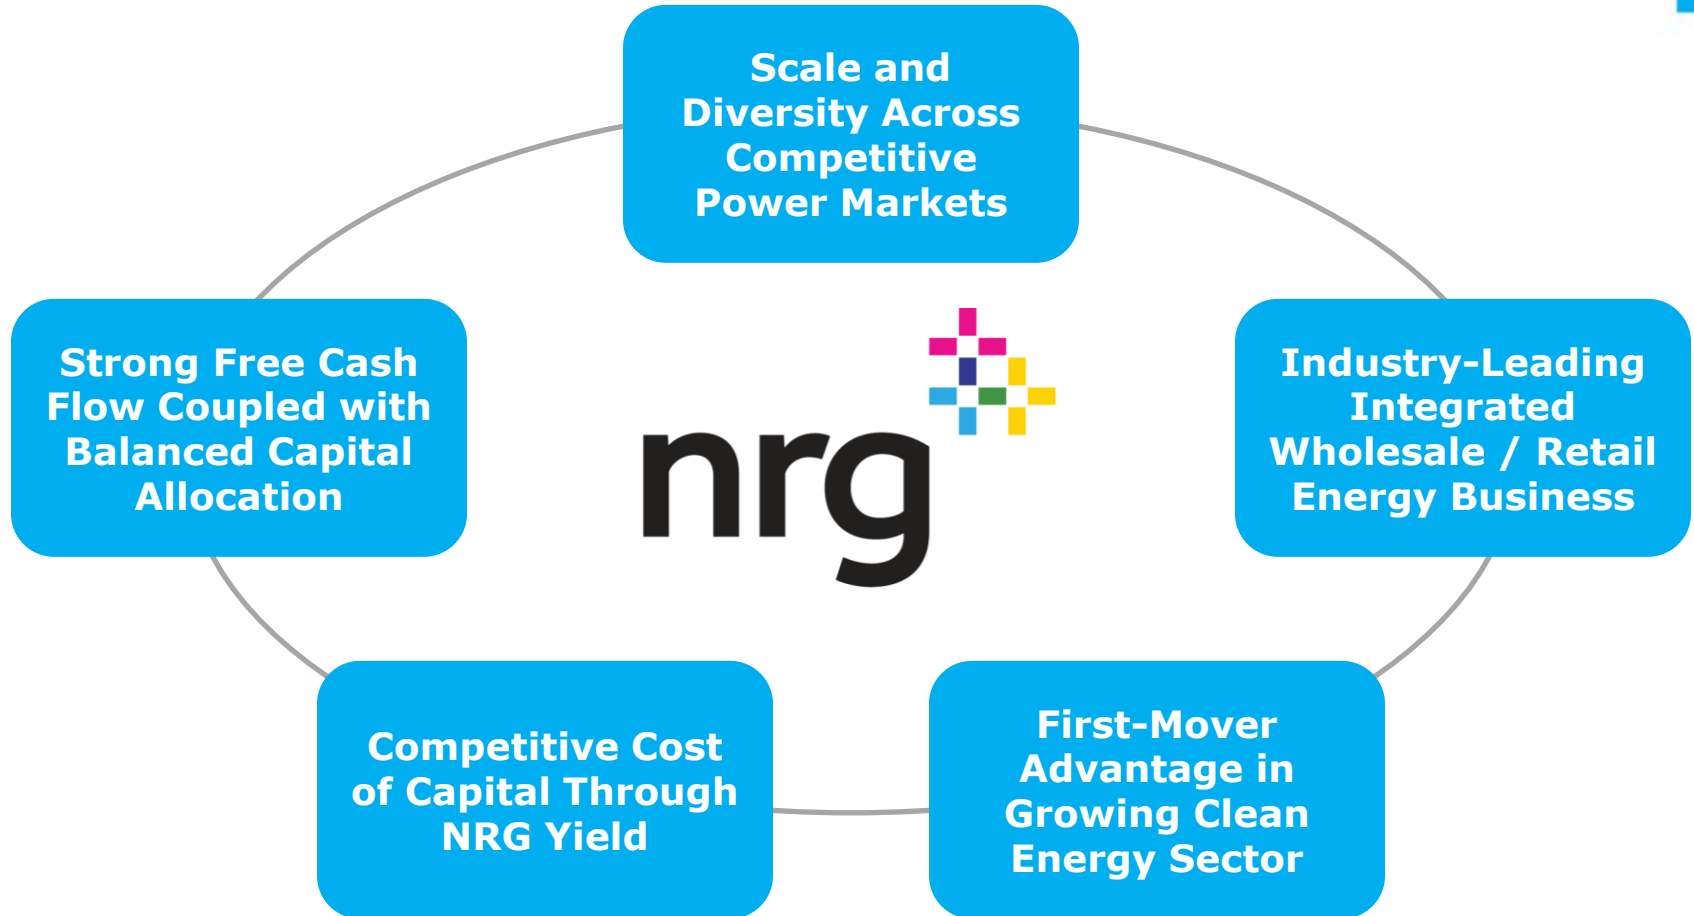 Scale and
Diversity Across
Competitive
Power Markets
Strong Free Cash
Flow Coupled with
Balanced Capital
Allocation
nrg
Industry-Leading
Integrated
Wholesale / Retail
Energy Business
Competitive Cost
of Capital Through
NRG Yield
First-Mover
Advantage in
Growing Clean
Energy Sector